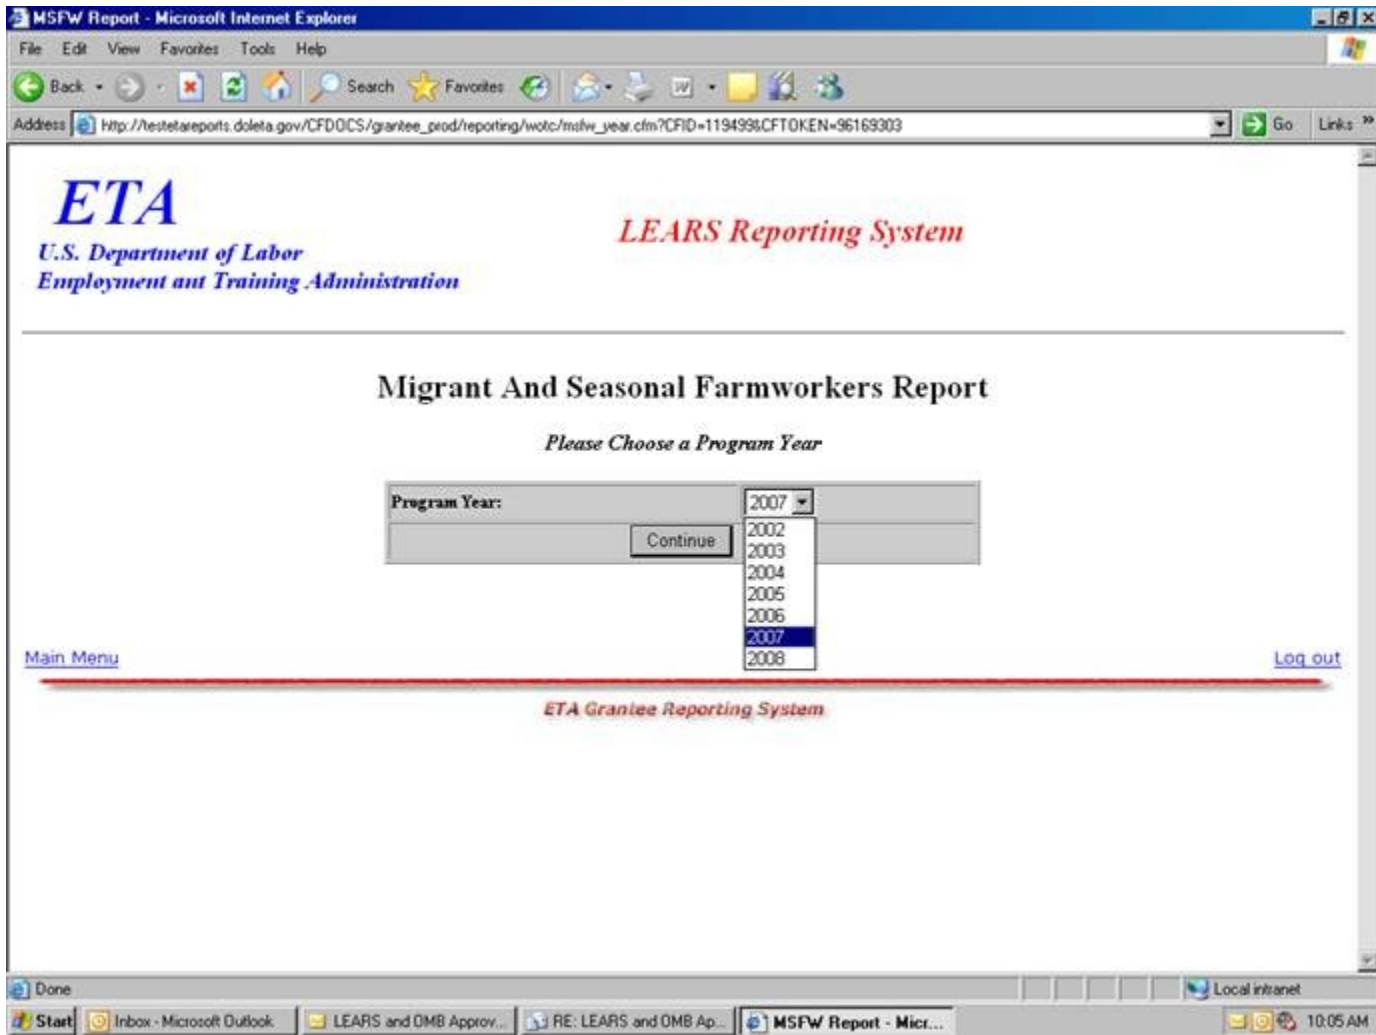 MSFW Report - Microsoft Internet Explorer
File Edit View Favorites Tools Help
Back Search Favorites
Address http://testetareports.doleta.gov/CFDOCS/grantee_prod/reporting/wotc/msfw_year.cfm?CFID=119499&CFTOKEN=96169303 Go Links »
ETA
LEARS Reporting System
U.S. Department of Labor
Employment ant Training Administration
Migrant And Seasonal Farmworkers Report
Please Choose a Program Year
Program Year: 2007
Continue
2002
2003
2004
2005
2006
2007
2008
Main Menu Log out
ETA Grantee Reporting System
Done Local intranet
Start Inbox - Microsoft Outlook LEARS and OMB Approv... RE: LEARS and OMB Ap... MSFW Report - Micr... 10:05 AM